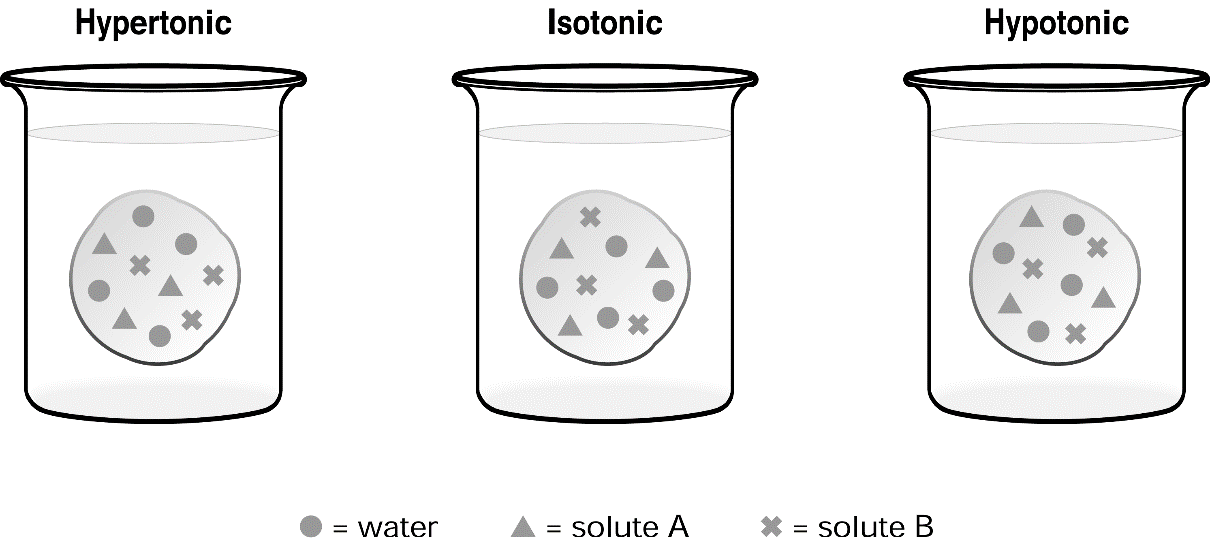 Hypertonic
Isotonic
Hypotonic
= water
= solute A
= solute B